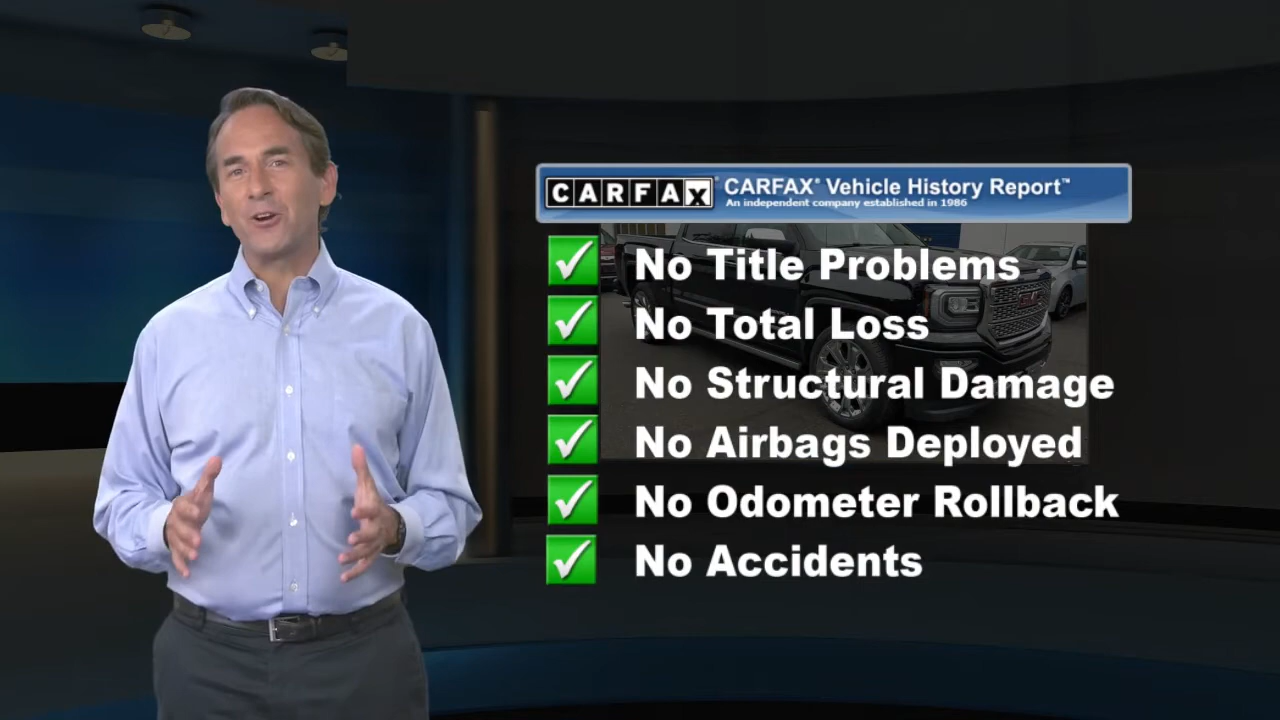 CARFAX® CARFAX® Vehicle History Report™
An independent company established in 1986
No Title Problems
No Total Loss
No Structural Damage
No Airbags Deployed
No Odometer Rollback
No Accidents
GMC